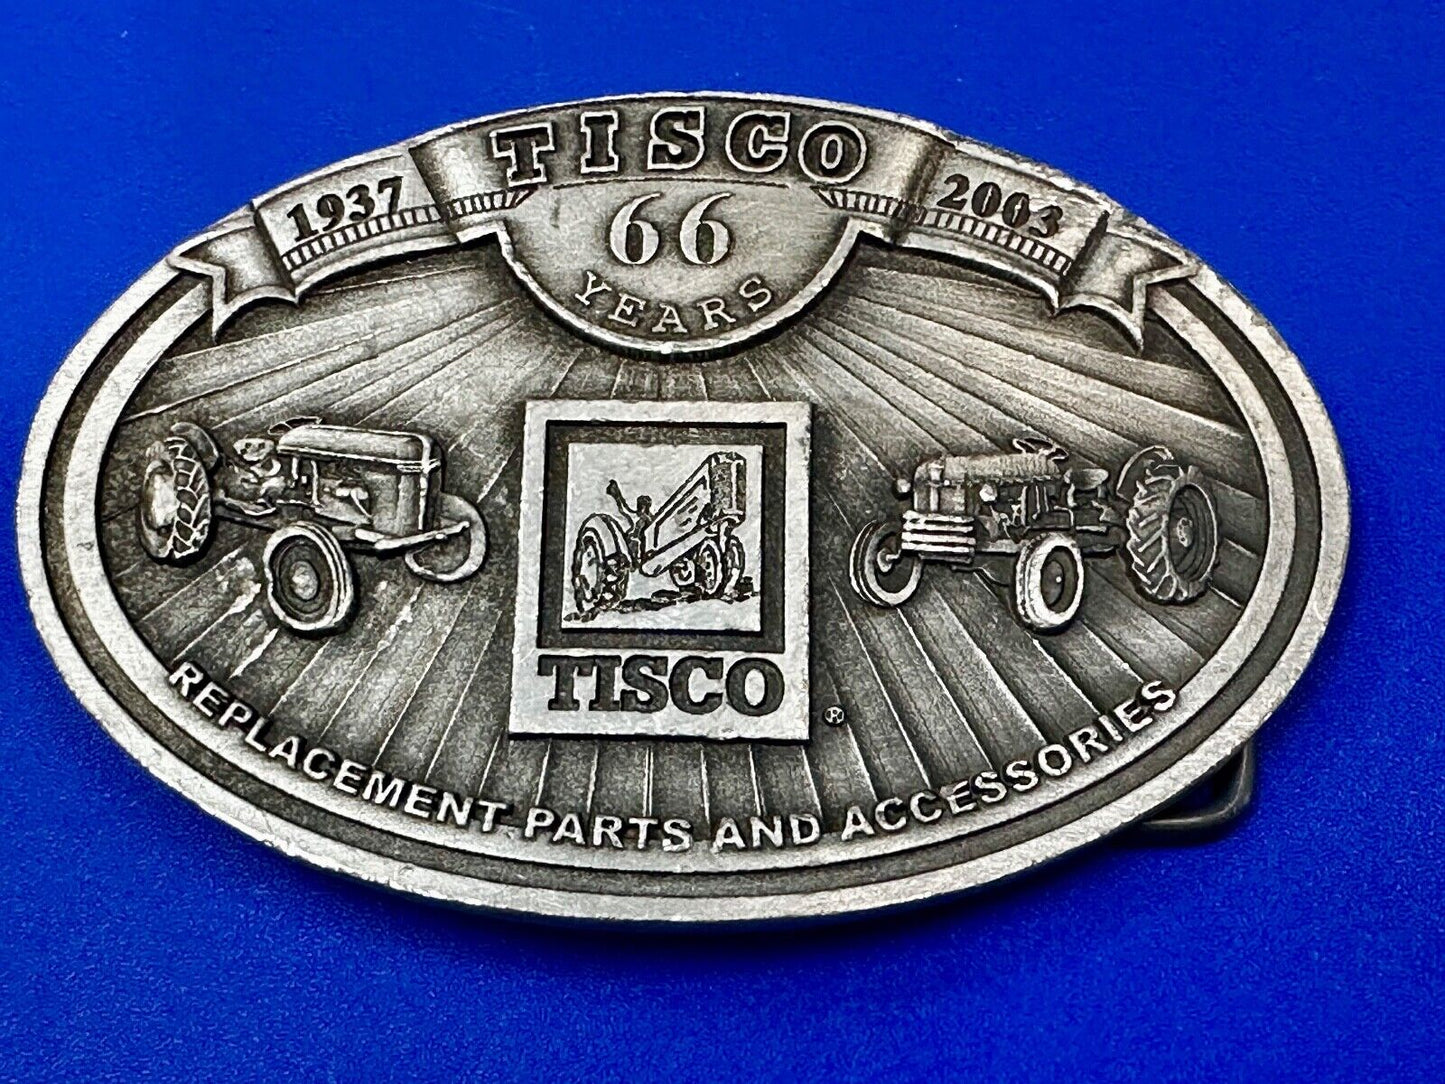 TISCO
1937 2003
66
YEARS
TISCO ®
REPLACEMENT PARTS AND ACCESSORIES